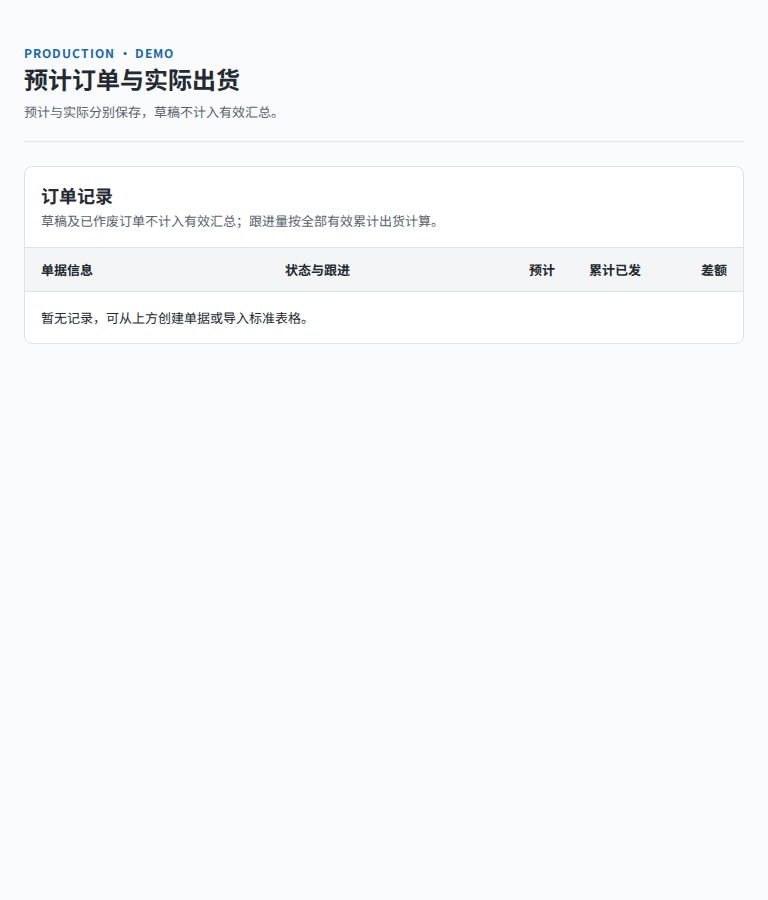 PRODUCTION · DEMO
预计订单与实际出货
预计与实际分别保存，草稿不计入有效汇总。
订单记录
草稿及已作废订单不计入有效汇总；跟进量按全部有效累计出货计算。
单据信息 状态与跟进 预计 累计已发 差额
暂无记录，可从上方创建单据或导入标准表格。